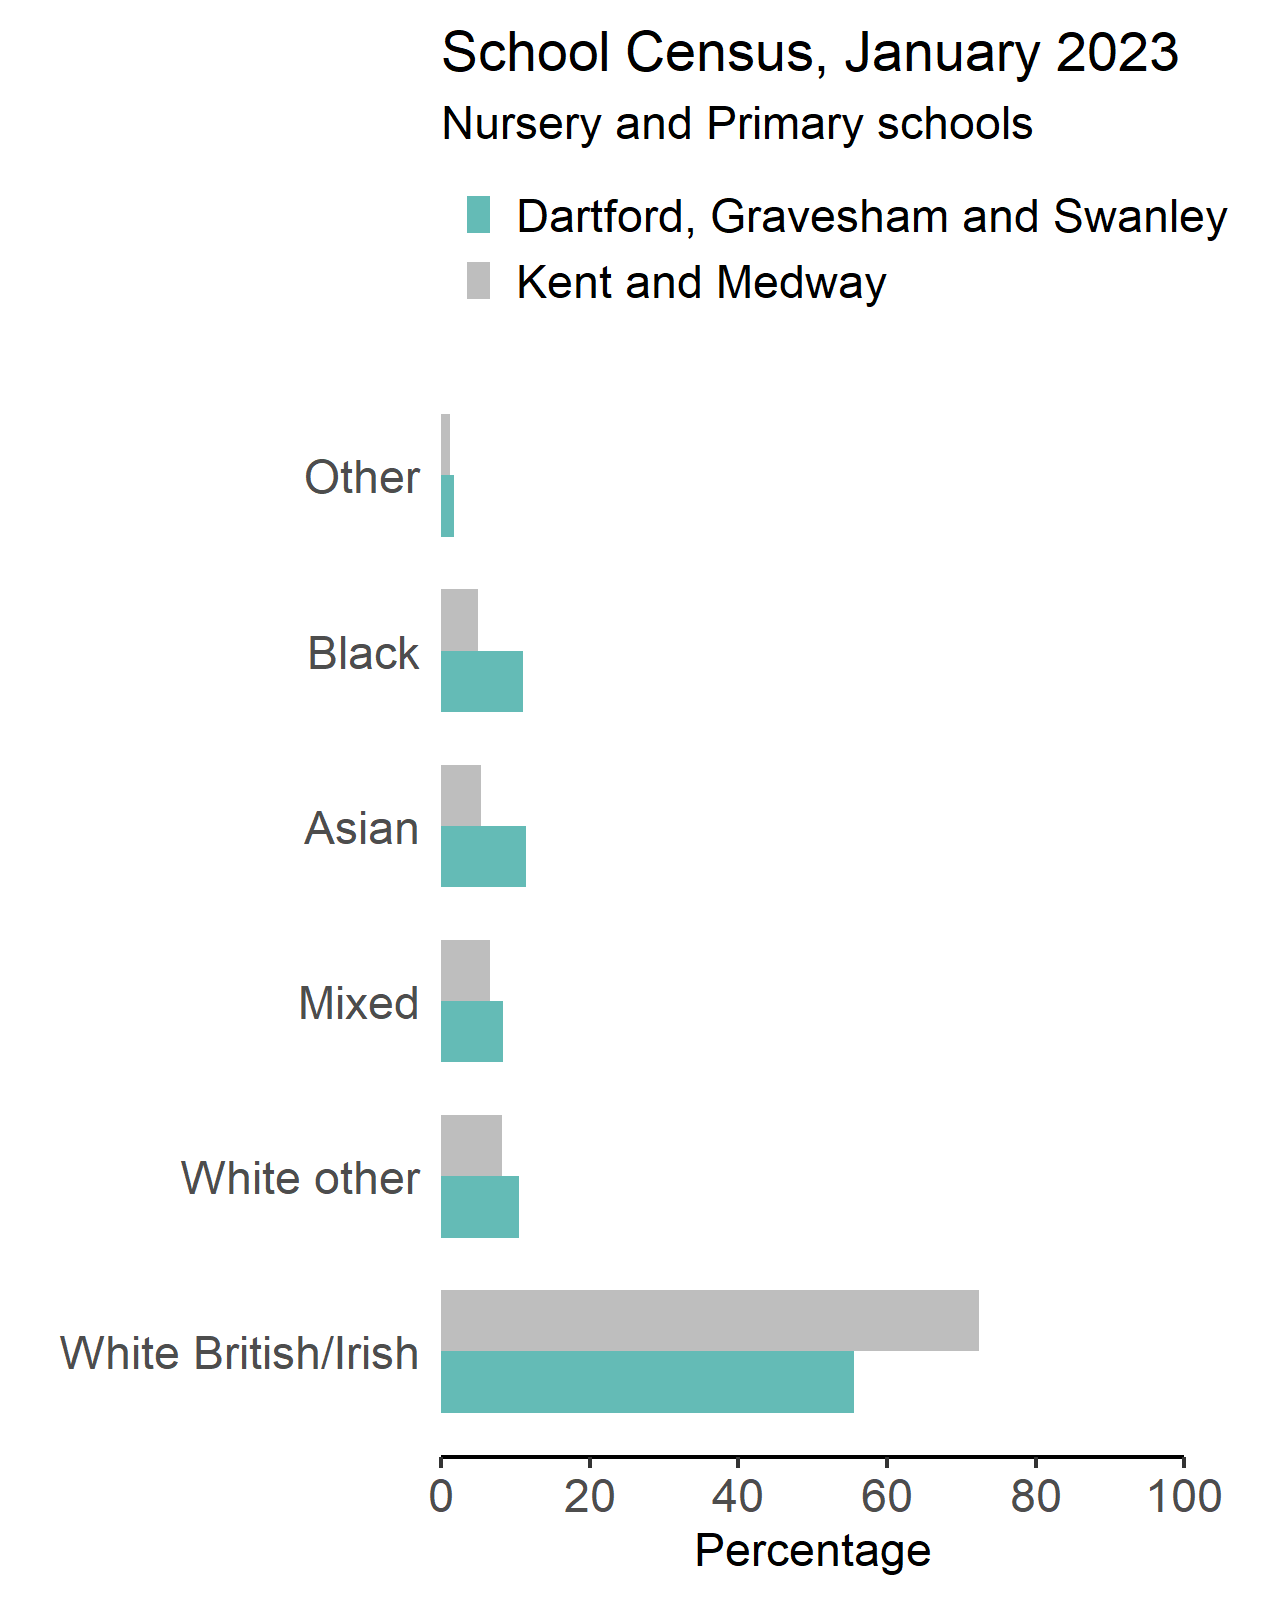 School Census, January 2023
Nursery and Primary schools
Dartford, Gravesham and Swanley
Kent and Medway
Other
Black
Asian
Mixed
White other
White British/Irish
0 20 40 60 80 100
Percentage